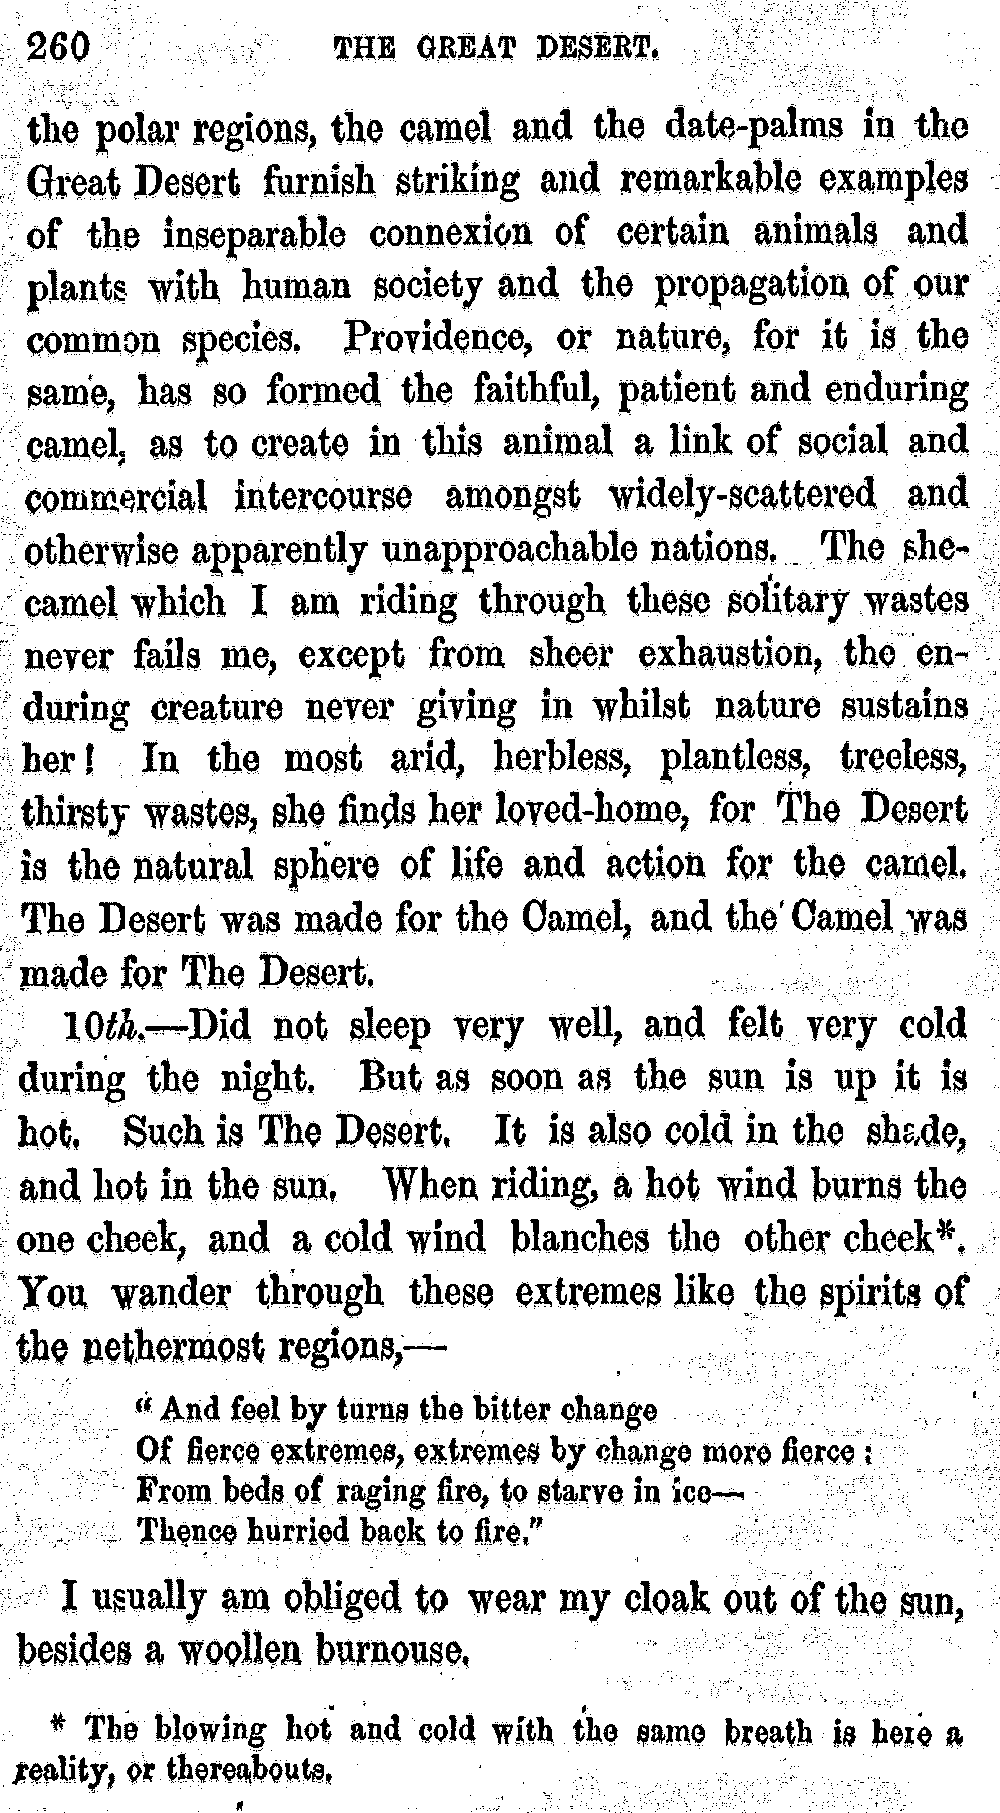 260 THE GREAT DESERT.
the polar regions, the camel and the date-palms in the
Great Desert furnish striking and remarkable examples
of the inseparable connexion of certain animals and
plants with human society and the propagation of our
common species. Providence, or nature, for it is the
same, has so formed the faithful, patient and enduring
camel, as to create in this animal a link of social and
commercial intercourse amongst widely-scattered and
otherwise apparently unapproachable nations. The she-
camel which I am riding through these solitary wastes
never fails me, except from sheer exhaustion, the en-
during creature never giving in whilst nature sustains
her! In the most arid, herbless, plantless, treeless,
thirsty wastes, she finds her loved-home, for The Desert
is the natural sphere of life and action for the camel.
The Desert was made for the Camel, and the Camel was
made for The Desert.
10th.—Did not sleep very well, and felt very cold
during the night. But as soon as the sun is up it is
hot. Such is The Desert. It is also cold in the shade,
and hot in the sun. When riding, a hot wind burns the
one cheek, and a cold wind blanches the other cheek*.
You wander through these extremes like the spirits of
the nethermost regions,—
"And feel by turns the bitter change
Of fierce extremes, extremes by change more fierce:
From beds of raging fire, to starve in ice—
Thence hurried back to fire."
I usually am obliged to wear my cloak out of the sun,
besides a woollen burnouse.
* The blowing hot and cold with the same breath is here a
reality, or thereabouts.